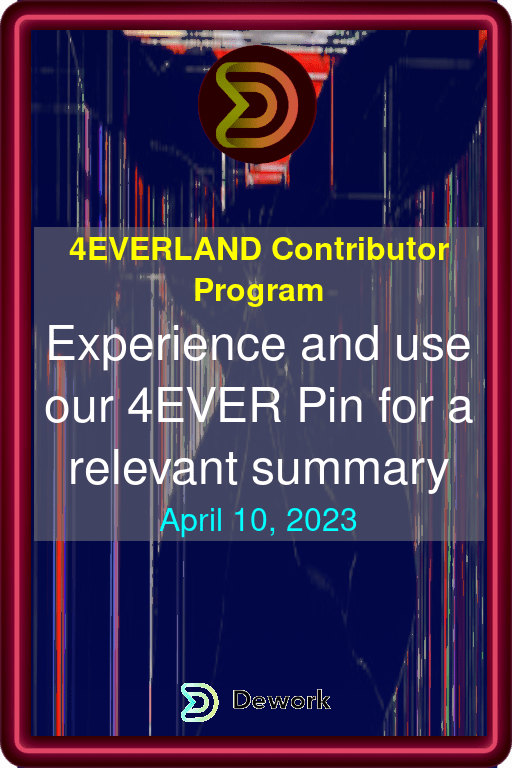 4EVERLAND Contributor
Program
Experience and use
our 4EVER Pin for a
relevant summary
April 10, 2023
Dework